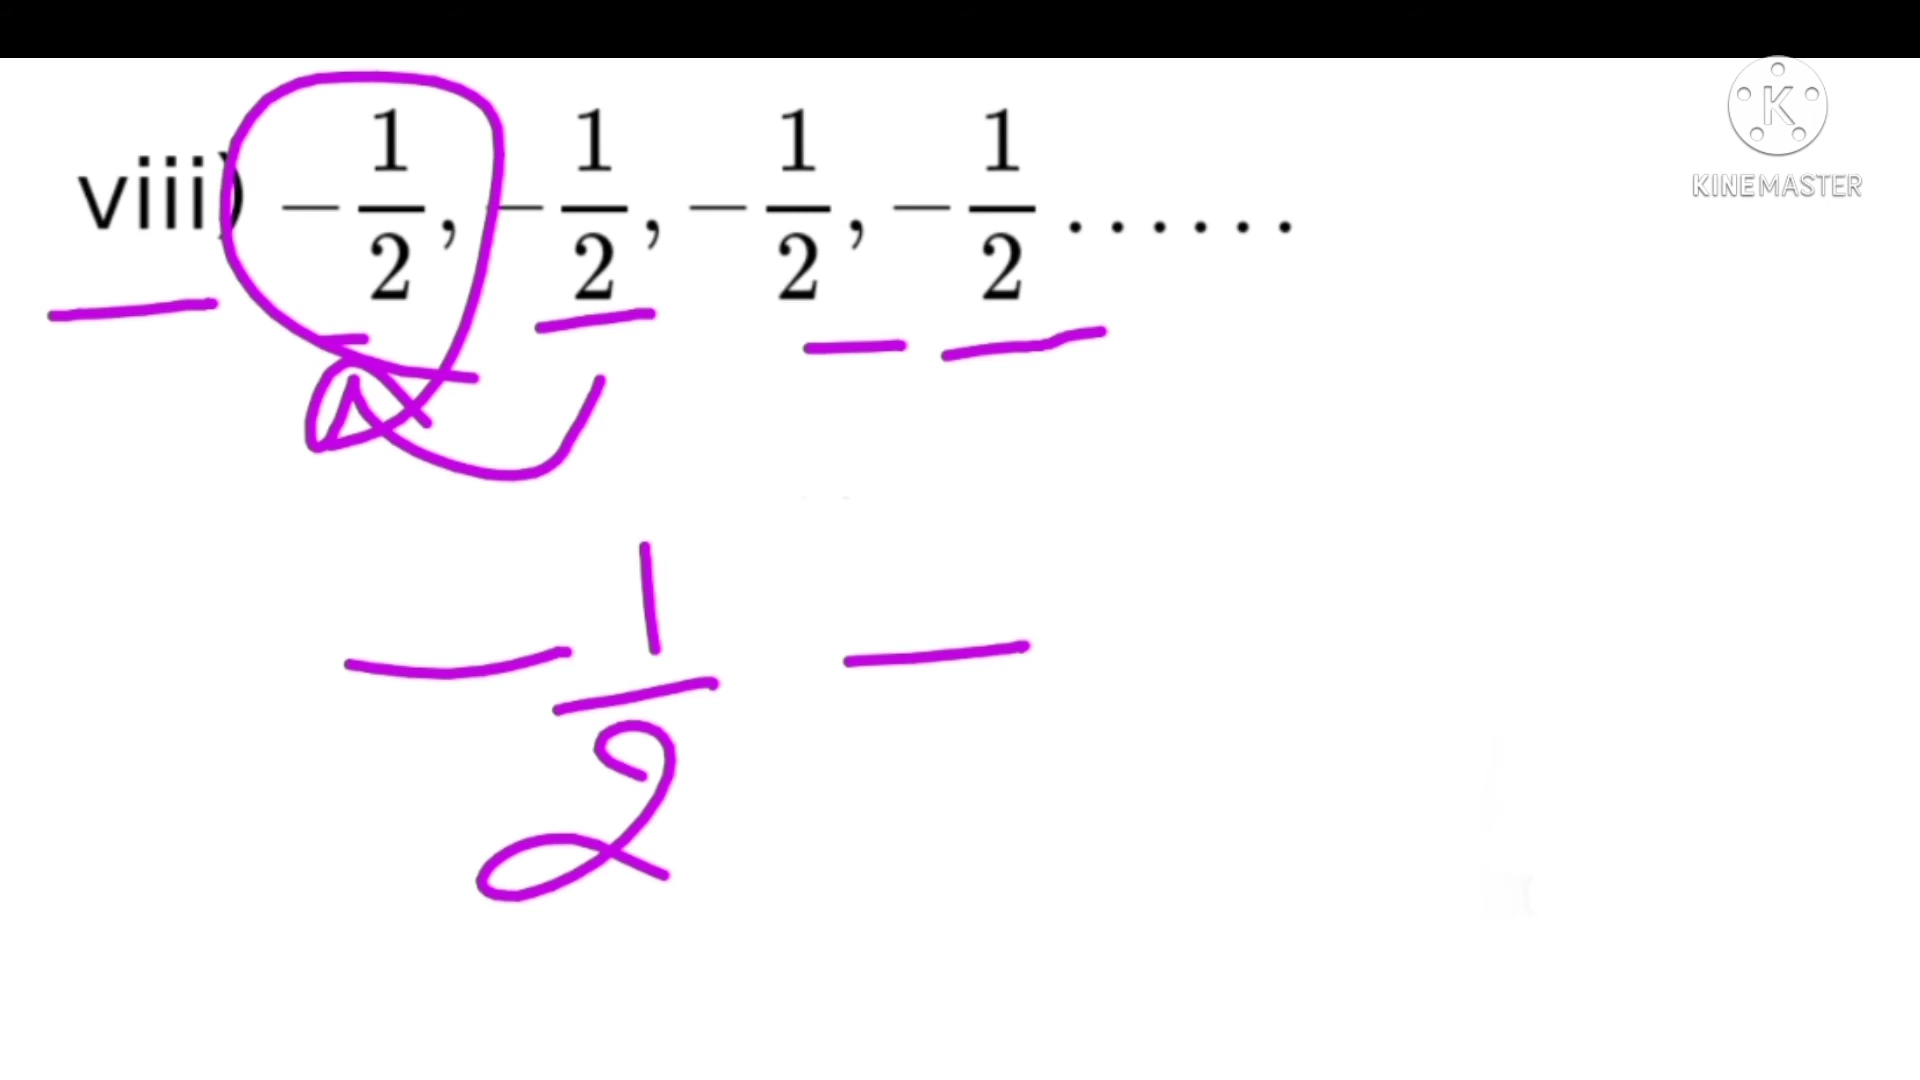 viii) −1/2, −1/2, −1/2, −1/2 ......
KINEMASTER
− 1/2 −